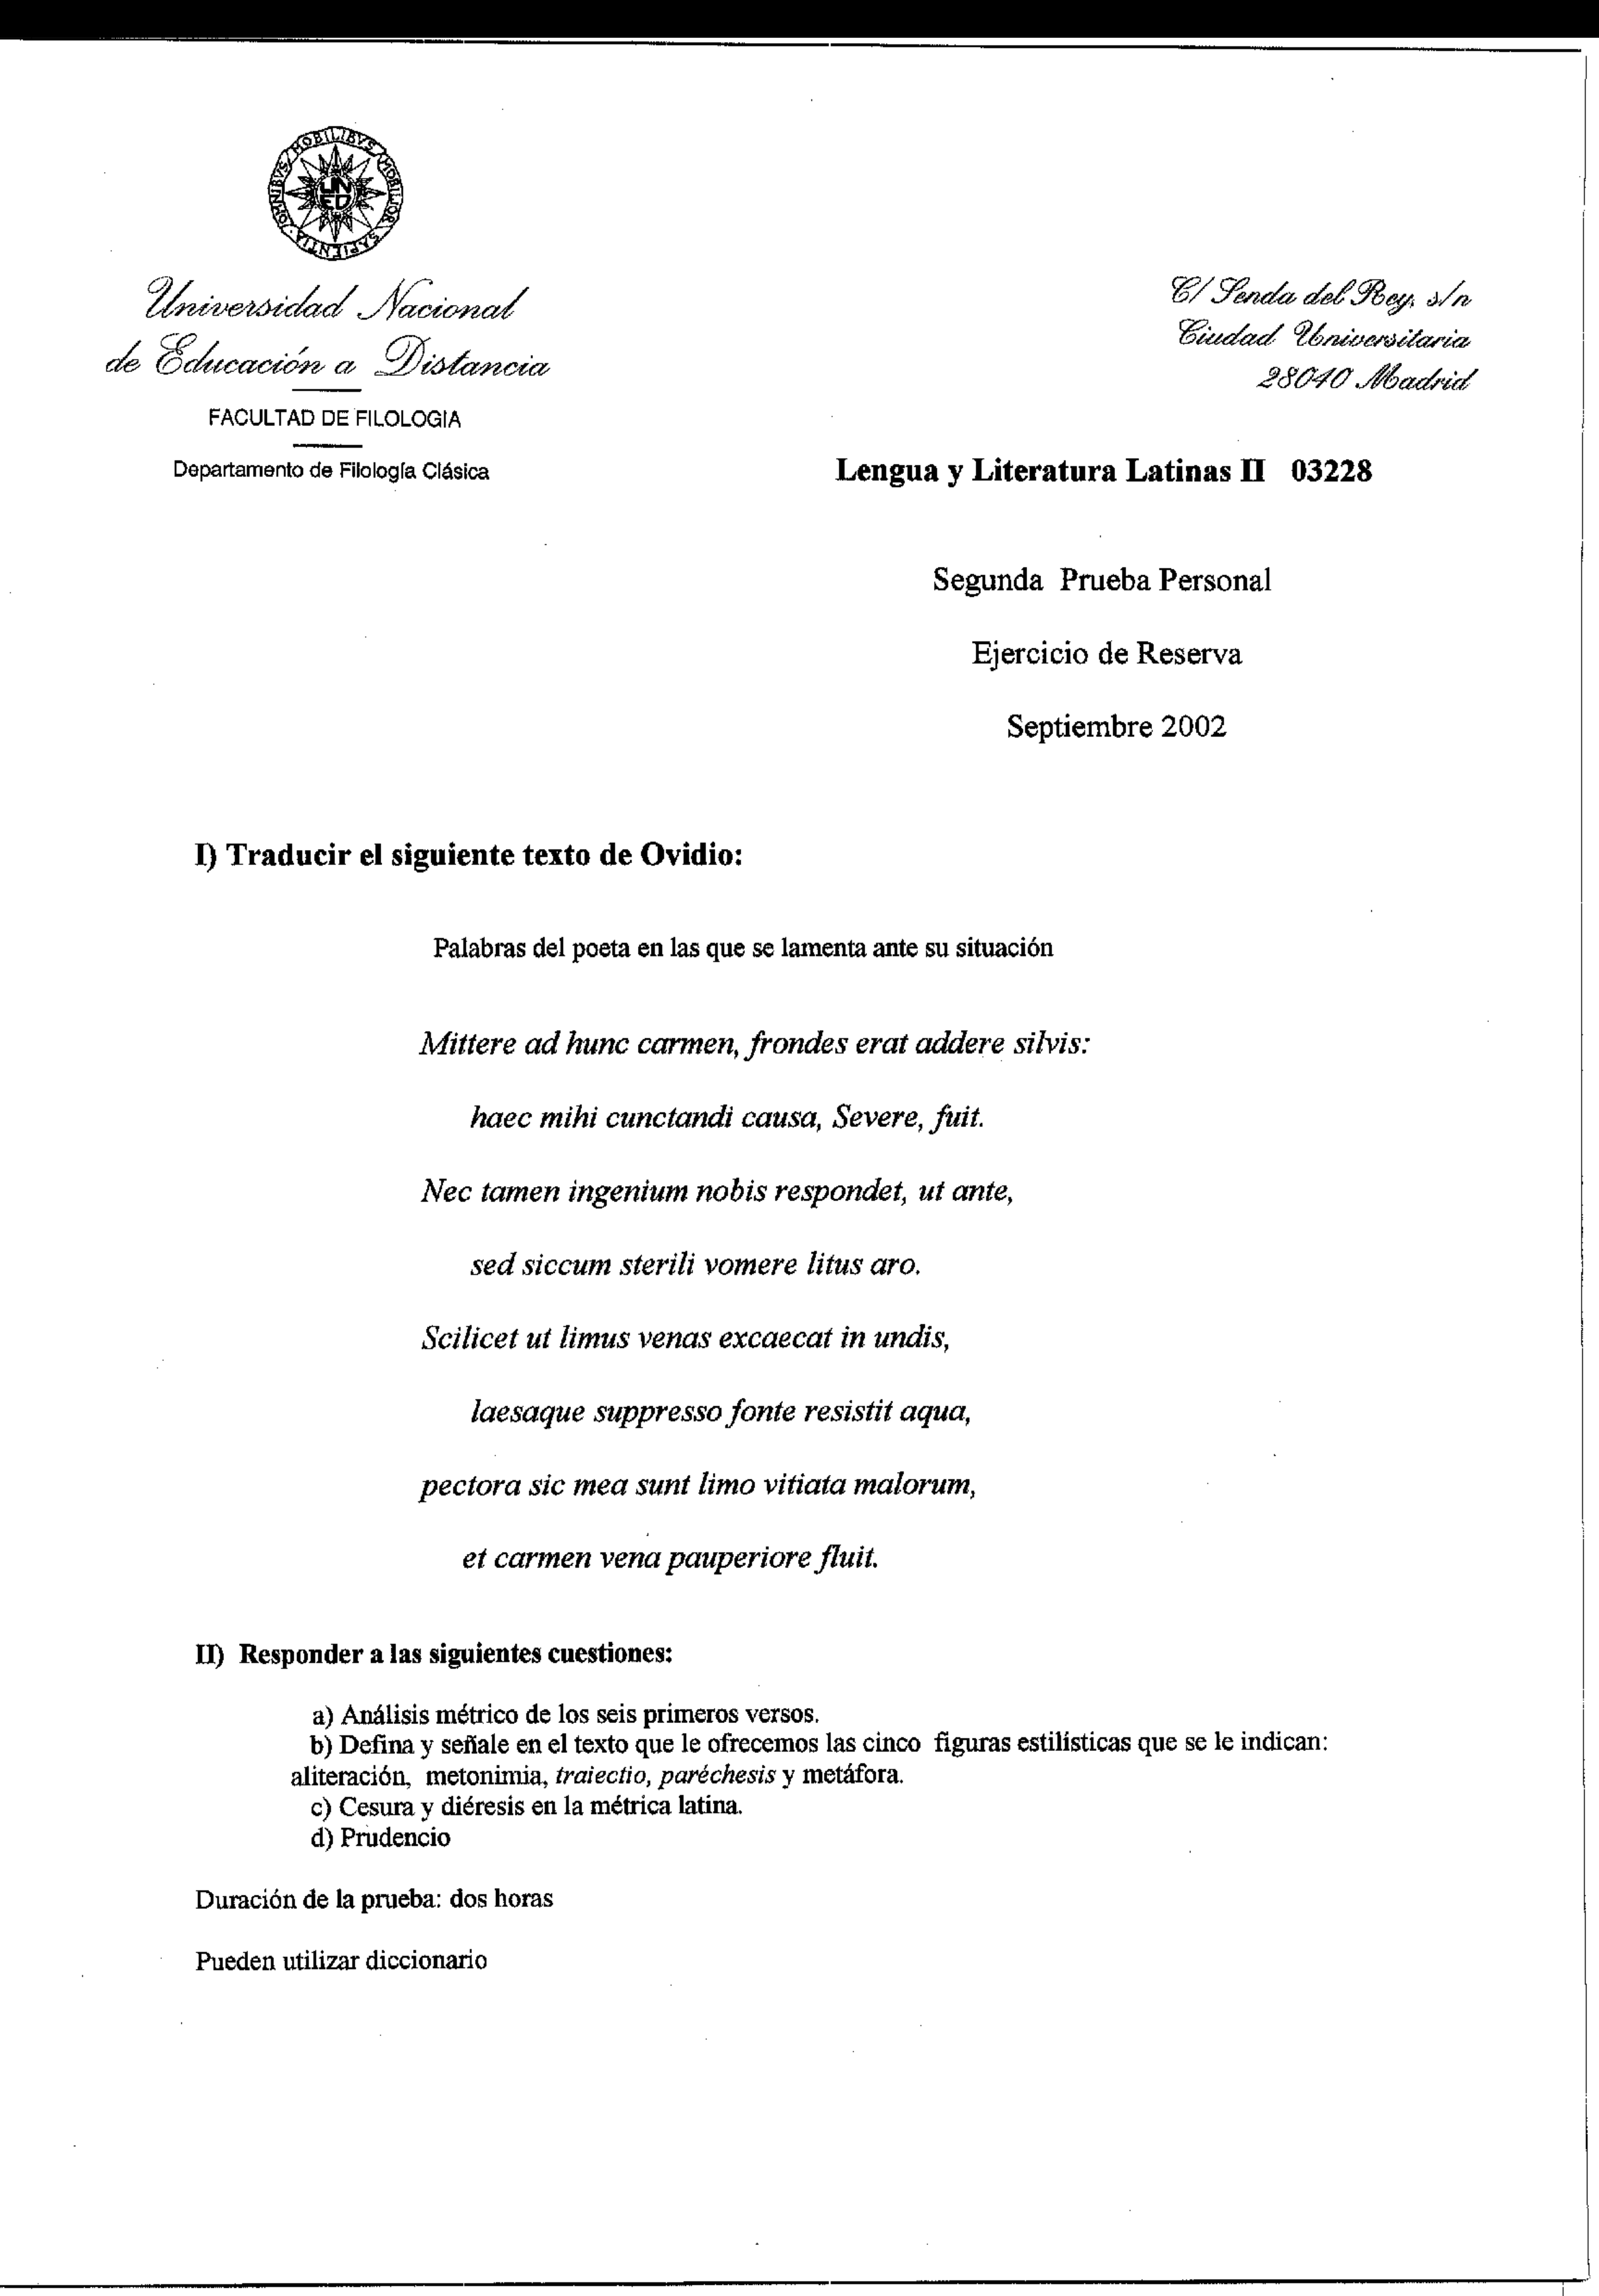 OMNIBVS MOBILIBVS MOBILIOR SAPIENTIA
UN
ED
Universidad Nacional
de Educación a Distancia
FACULTAD DE FILOLOGIA
Departamento de Filología Clásica
C/ Senda del Rey, s/n
Ciudad Universitaria
28040 Madrid
Lengua y Literatura Latinas II 03228
Segunda Prueba Personal
Ejercicio de Reserva
Septiembre 2002
I) Traducir el siguiente texto de Ovidio:
Palabras del poeta en las que se lamenta ante su situación
Mittere ad hunc carmen, frondes erat addere silvis:
haec mihi cunctandi causa, Severe, fuit.
Nec tamen ingenium nobis respondet, ut ante,
sed siccum sterili vomere litus aro.
Scilicet ut limus venas excaecat in undis,
laesaque suppresso fonte resistit aqua,
pectora sic mea sunt limo vitiata malorum,
et carmen vena pauperiore fluit.
II) Responder a las siguientes cuestiones:
a) Análisis métrico de los seis primeros versos.
b) Defina y señale en el texto que le ofrecemos las cinco figuras estilísticas que se le indican:
aliteración, metonimia, traiectio, paréchesis y metáfora.
c) Cesura y diéresis en la métrica latina.
d) Prudencio
Duración de la prueba: dos horas
Pueden utilizar diccionario